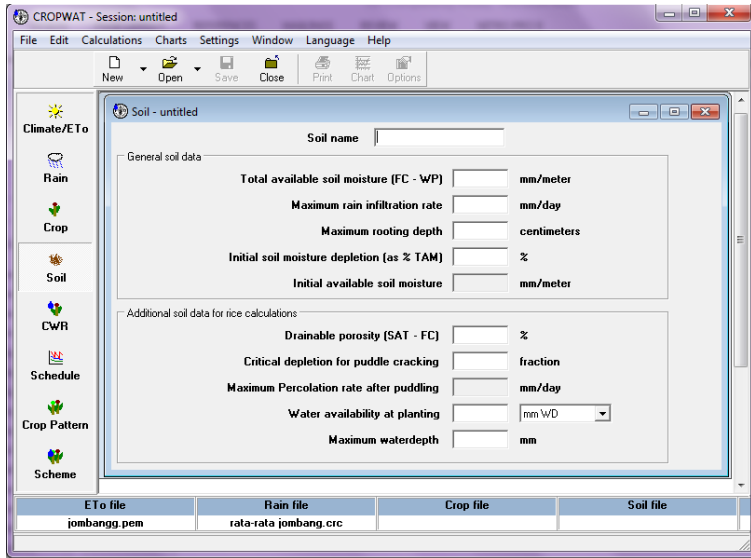 CROPWAT - Session: untitled
File Edit Calculations Charts Settings Window Language Help
New Open Save Close Print Chart Options
Climate/ETo
Rain
Crop
Soil
CWR
Schedule
Crop Pattern
Scheme
Soil - untitled
Soil name
General soil data
Total available soil moisture (FC - WP) mm/meter
Maximum rain infiltration rate mm/day
Maximum rooting depth centimeters
Initial soil moisture depletion (as % TAM) %
Initial available soil moisture mm/meter
Additional soil data for rice calculations
Drainable porosity (SAT - FC) %
Critical depletion for puddle cracking fraction
Maximum Percolation rate after puddling mm/day
Water availability at planting mm WD
Maximum waterdepth mm
ETo file Rain file Crop file Soil file
jombangg.pem rata-rata jombang.crc